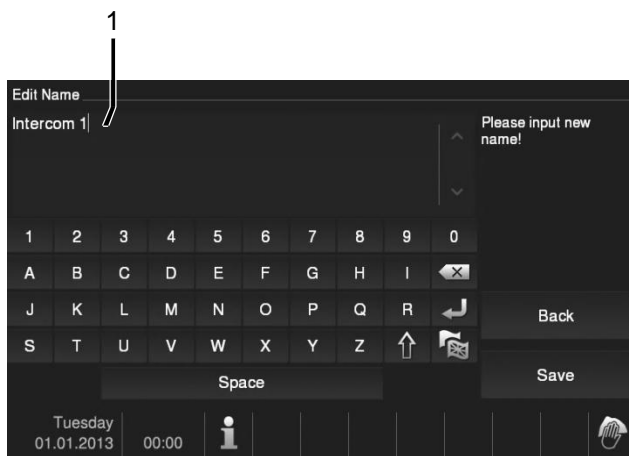 1
Edit Name
Intercom 1
Please input new
name!
1 2 3 4 5 6 7 8 9 0
A B C D E F G H I
J K L M N O P Q R
S T U V W X Y Z
Space
Back
Save
Tuesday
01.01.2013 00:00